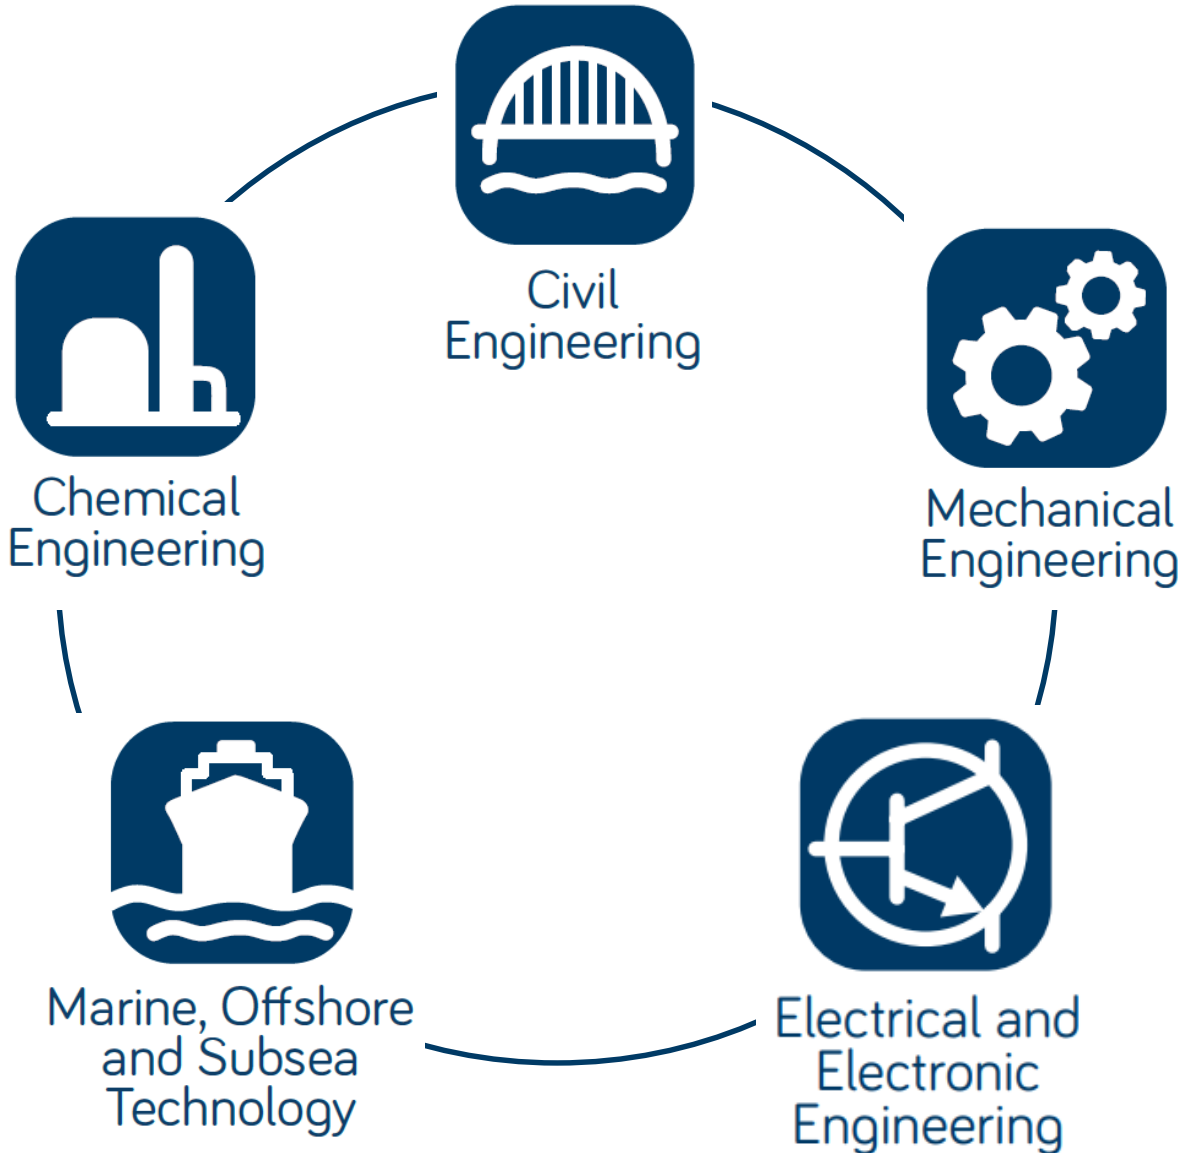 Civil
Engineering
Mechanical
Engineering
Electrical and
Electronic
Engineering
Marine, Offshore
and Subsea
Technology
Chemical
Engineering